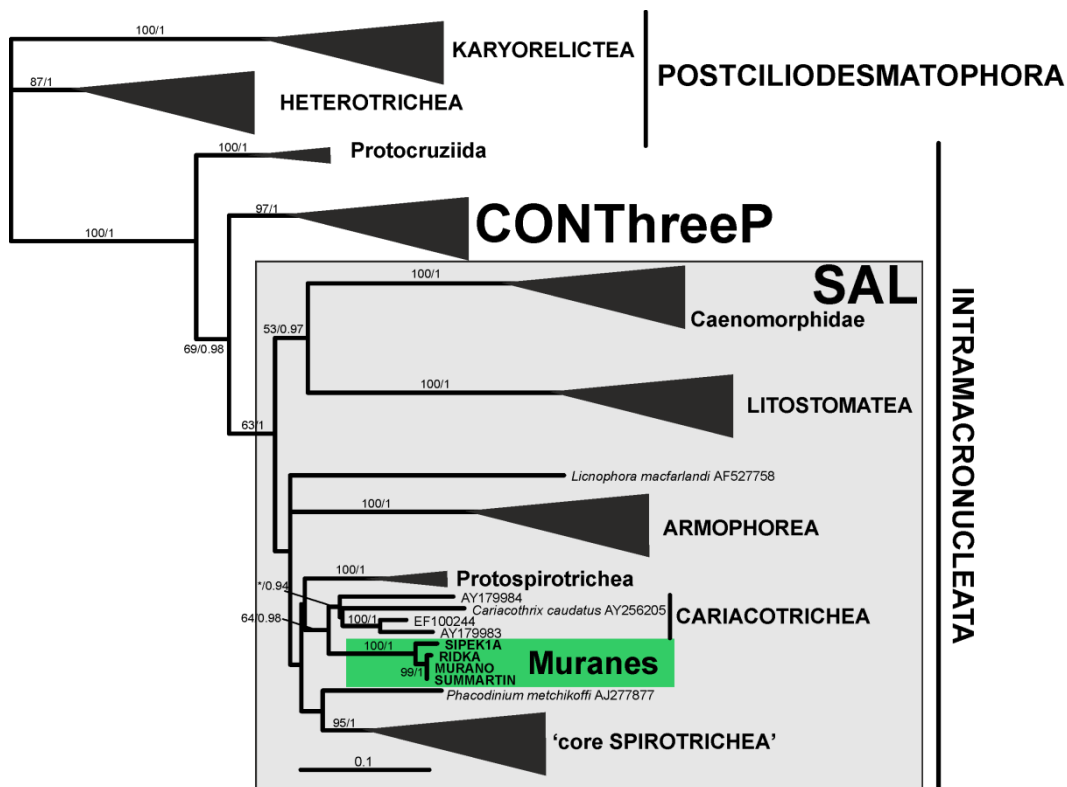 100/1
KARYORELICTEA
POSTCILIODESMATOPHORA
87/1
HETEROTRICHEA
100/1
Protocruziida
97/1
CONThreeP
100/1
SAL
100/1
Caenomorphidae
53/0.97
69/0.98
100/1
LITOSTOMATEA
INTRAMACRONUCLEATA
63/1
Licnophora macfarlandi AF527758
100/1
ARMOPHOREA
100/1
Protospirotrichea
*/0.94
AY179984
Cariacothrix caudatus AY256205
CARIACOTRICHEA
64/0.98
100/1
EF100244
AY179983
100/1
SIPEK1A
RIDKA
Muranes
99/1
MURANO
SUMMARTIN
Phacodinium metchikoffi AJ277877
95/1
‘core SPIROTRICHEA’
0.1